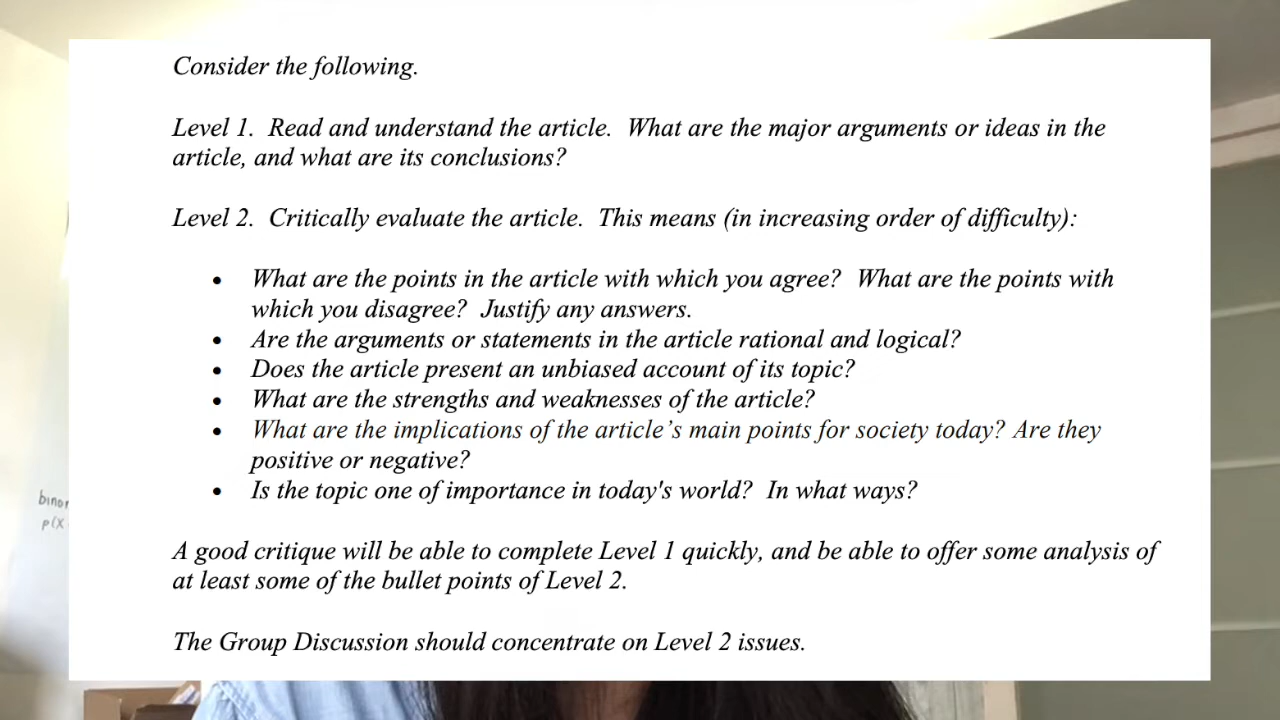 Consider the following.
Level 1.  Read and understand the article.  What are the major arguments or ideas in the
article, and what are its conclusions?
Level 2.  Critically evaluate the article.  This means (in increasing order of difficulty):
• What are the points in the article with which you agree?  What are the points with
which you disagree?  Justify any answers.
• Are the arguments or statements in the article rational and logical?
• Does the article present an unbiased account of its topic?
• What are the strengths and weaknesses of the article?
• What are the implications of the article’s main points for society today? Are they
positive or negative?
• Is the topic one of importance in today's world?  In what ways?
A good critique will be able to complete Level 1 quickly, and be able to offer some analysis of
at least some of the bullet points of Level 2.
The Group Discussion should concentrate on Level 2 issues.
p(X